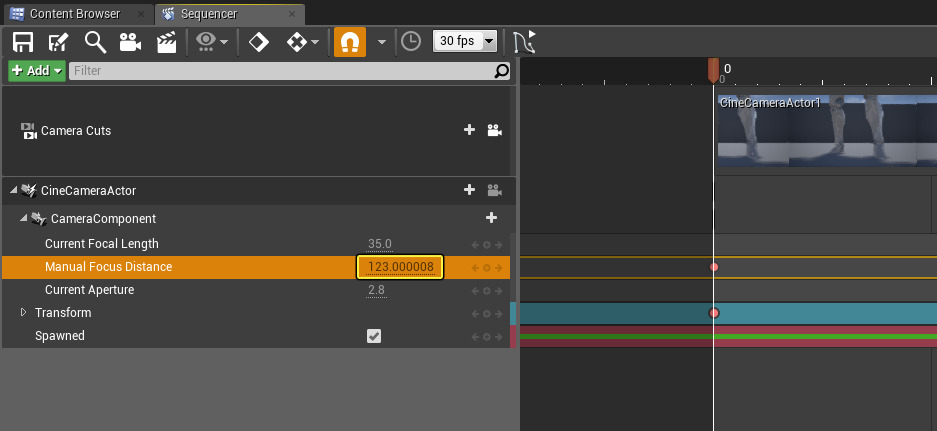 Content Browser
Sequencer
30 fps
Add
Filter
0
0
Camera Cuts
CineCameraActor1
CineCameraActor
CameraComponent
Current Focal Length 35.0
Manual Focus Distance 123.000008
Current Aperture 2.8
Transform
Spawned